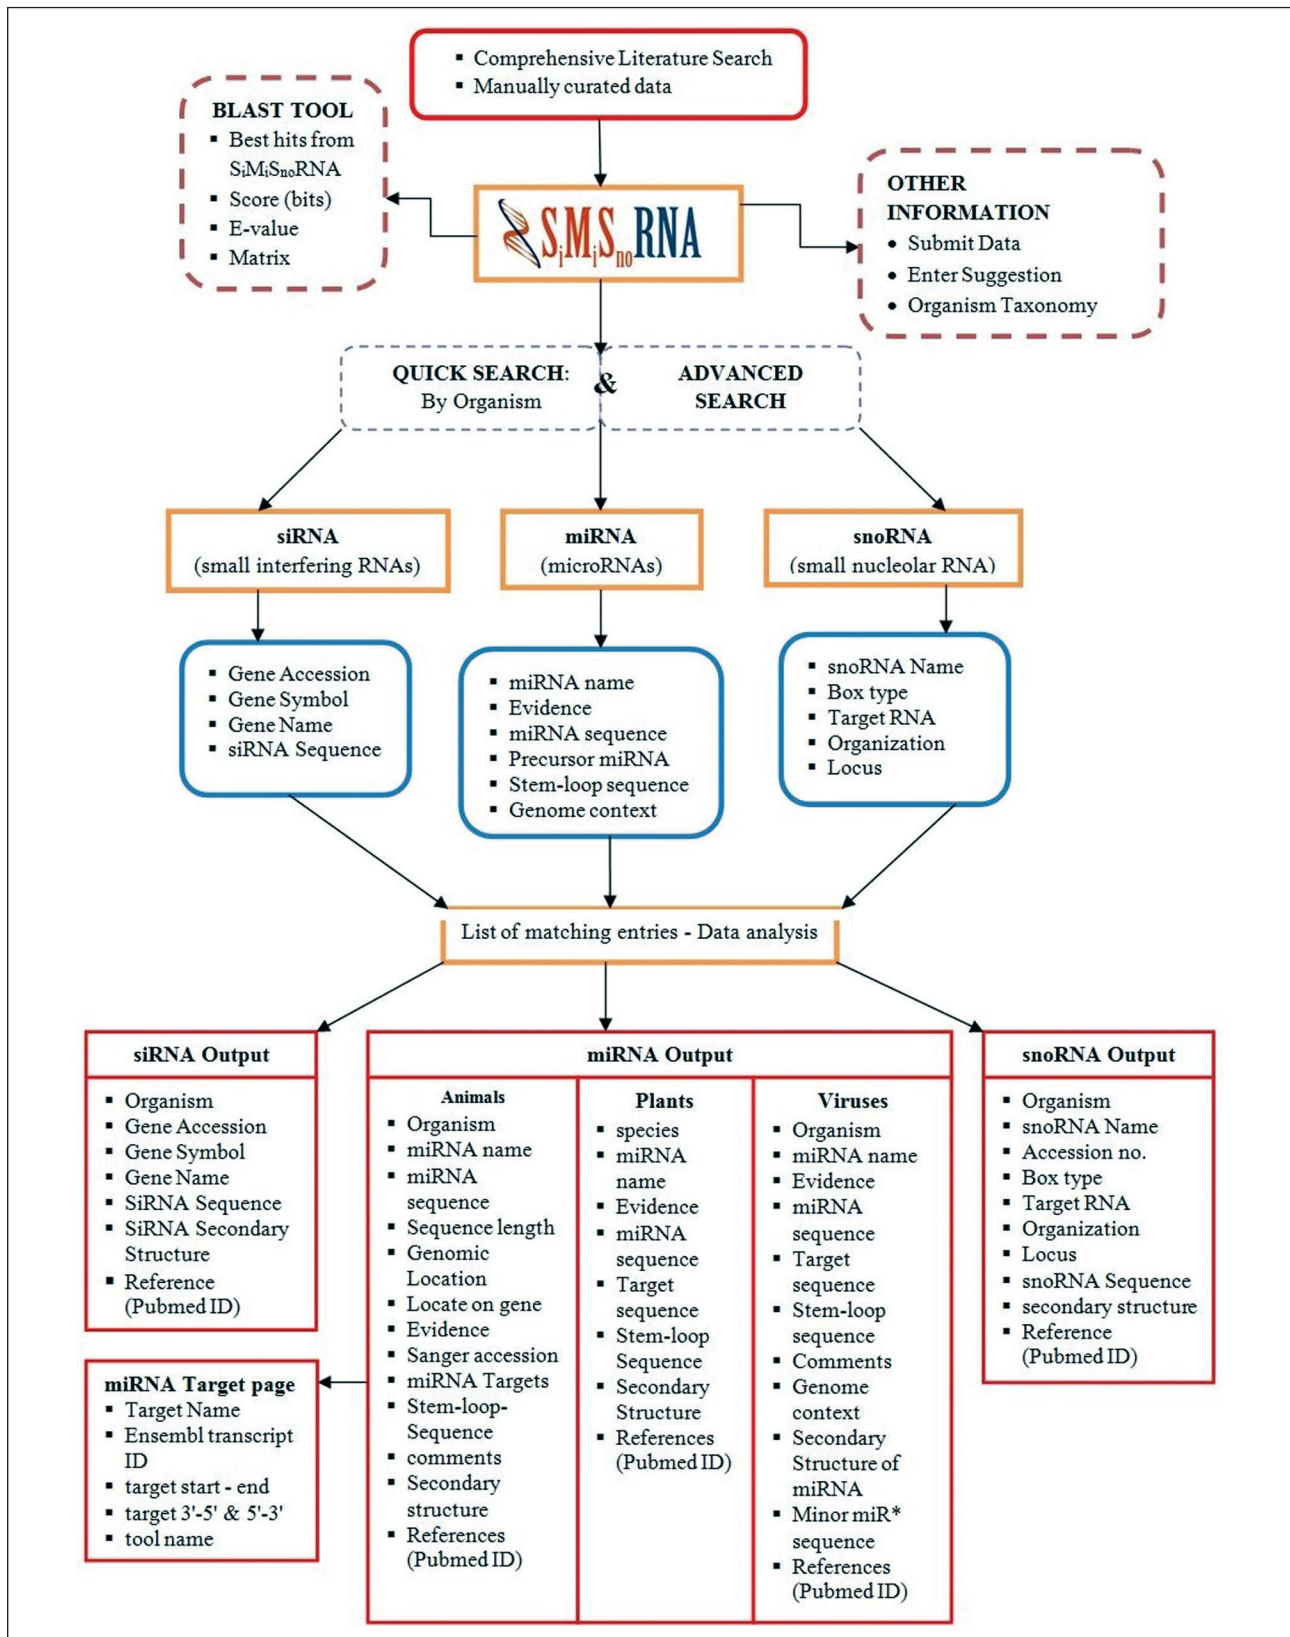 ▪ Comprehensive Literature Search
▪ Manually curated data
BLAST TOOL
▪ Best hits from
SiMiSnoRNA
▪ Score (bits)
▪ E-value
▪ Matrix
SiMiSnoRNA
OTHER
INFORMATION
• Submit Data
• Enter Suggestion
• Organism Taxonomy
QUICK SEARCH:
By Organism
&
ADVANCED
SEARCH
siRNA
(small interfering RNAs)
miRNA
(microRNAs)
snoRNA
(small nucleolar RNA)
▪ Gene Accession
▪ Gene Symbol
▪ Gene Name
▪ siRNA Sequence
▪ miRNA name
▪ Evidence
▪ miRNA sequence
▪ Precursor miRNA
▪ Stem-loop sequence
▪ Genome context
▪ snoRNA Name
▪ Box type
▪ Target RNA
▪ Organization
▪ Locus
List of matching entries - Data analysis
siRNA Output
▪ Organism
▪ Gene Accession
▪ Gene Symbol
▪ Gene Name
▪ SiRNA Sequence
▪ SiRNA Secondary
Structure
▪ Reference
(Pubmed ID)
miRNA Target page
▪ Target Name
▪ Ensembl transcript
ID
▪ target start - end
▪ target 3'-5' & 5'-3'
▪ tool name
miRNA Output
Animals
▪ Organism
▪ miRNA name
▪ miRNA
sequence
▪ Sequence length
▪ Genomic
Location
▪ Locate on gene
▪ Evidence
▪ Sanger accession
▪ miRNA Targets
▪ Stem-loop-
Sequence
▪ comments
▪ Secondary
structure
▪ References
(Pubmed ID)
Plants
▪ species
▪ miRNA
name
▪ Evidence
▪ miRNA
sequence
▪ Target
sequence
▪ Stem-loop
Sequence
▪ Secondary
Structure
▪ References
(Pubmed ID)
Viruses
▪ Organism
▪ miRNA name
▪ Evidence
▪ miRNA
sequence
▪ Target
sequence
▪ Stem-loop
sequence
▪ Comments
▪ Genome
context
▪ Secondary
Structure of
miRNA
▪ Minor miR*
sequence
▪ References
(Pubmed ID)
snoRNA Output
▪ Organism
▪ snoRNA Name
▪ Accession no.
▪ Box type
▪ Target RNA
▪ Organization
▪ Locus
▪ snoRNA Sequence
▪ secondary structure
▪ Reference
(Pubmed ID)